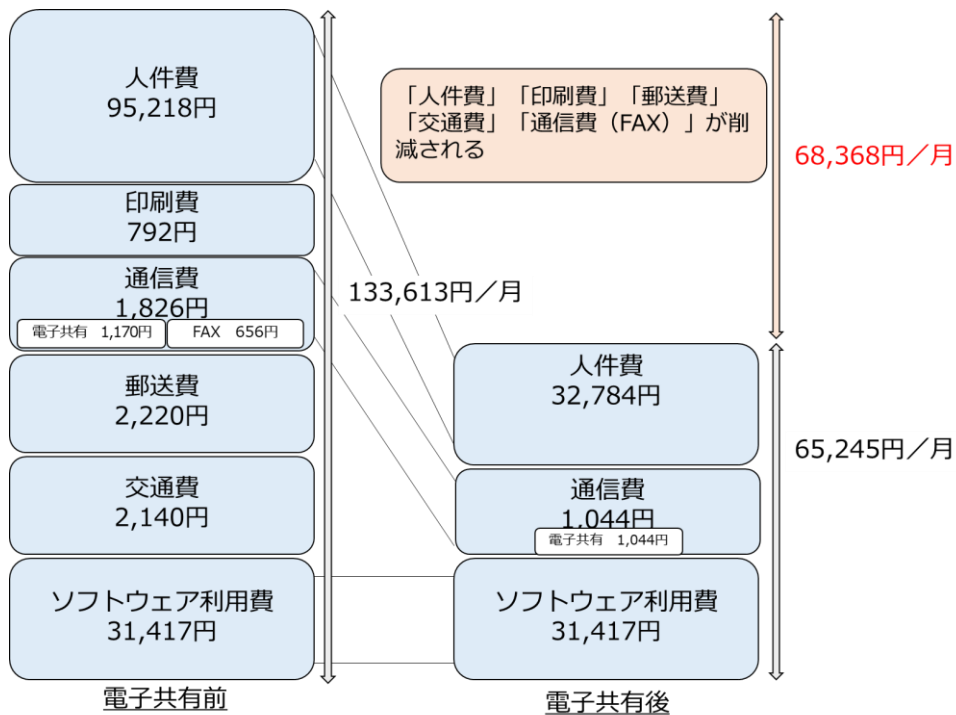 人件費
95,218円
印刷費
792円
通信費
1,826円
電子共有 1,170円
FAX 656円
郵送費
2,220円
交通費
2,140円
ソフトウェア利用費
31,417円
電子共有前
133,613円／月
「人件費」「印刷費」「郵送費」
「交通費」「通信費（FAX）」が削
減される
68,368円／月
人件費
32,784円
通信費
1,044円
電子共有 1,044円
ソフトウェア利用費
31,417円
電子共有後
65,245円／月